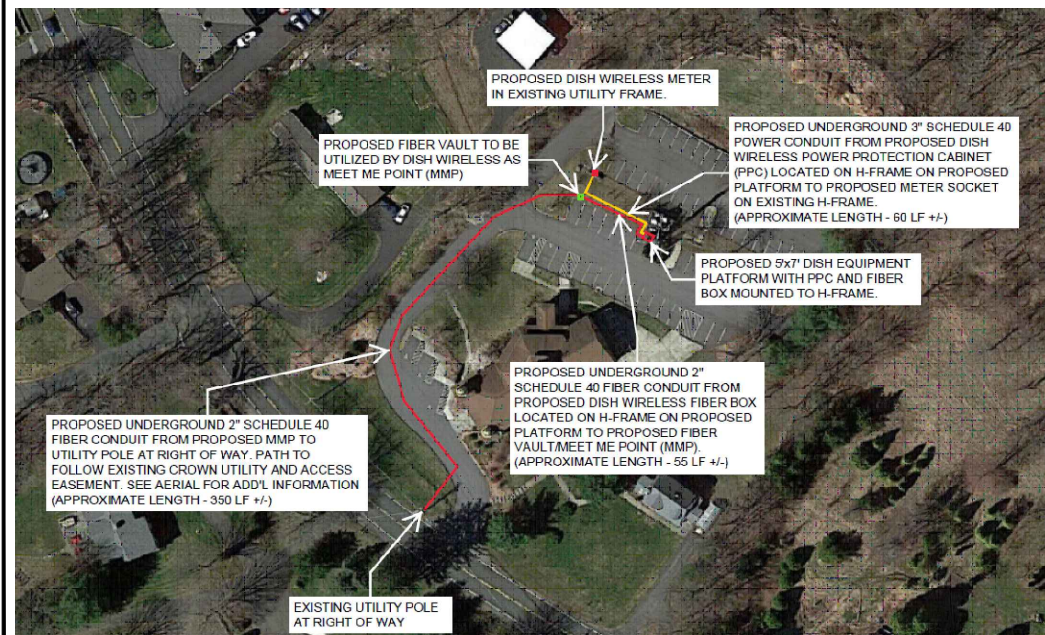 PROPOSED DISH WIRELESS METER
IN EXISTING UTILITY FRAME.
PROPOSED FIBER VAULT TO BE
UTILIZED BY DISH WIRELESS AS
MEET ME POINT (MMP)
PROPOSED UNDERGROUND 3" SCHEDULE 40
POWER CONDUIT FROM PROPOSED DISH
WIRELESS POWER PROTECTION CABINET
(PPC) LOCATED ON H-FRAME ON PROPOSED
PLATFORM TO PROPOSED METER SOCKET
ON EXISTING H-FRAME.
(APPROXIMATE LENGTH - 60 LF +/-)
PROPOSED 5'x7' DISH EQUIPMENT
PLATFORM WITH PPC AND FIBER
BOX MOUNTED TO H-FRAME.
PROPOSED UNDERGROUND 2"
SCHEDULE 40 FIBER CONDUIT FROM
PROPOSED DISH WIRELESS FIBER BOX
LOCATED ON H-FRAME ON PROPOSED
PLATFORM TO PROPOSED FIBER
VAULT/MEET ME POINT (MMP).
(APPROXIMATE LENGTH - 55 LF +/-)
PROPOSED UNDERGROUND 2" SCHEDULE 40
FIBER CONDUIT FROM PROPOSED MMP TO
UTILITY POLE AT RIGHT OF WAY. PATH TO
FOLLOW EXISTING CROWN UTILITY AND ACCESS
EASEMENT. SEE AERIAL FOR ADD'L INFORMATION
(APPROXIMATE LENGTH - 350 LF +/-)
EXISTING UTILITY POLE
AT RIGHT OF WAY